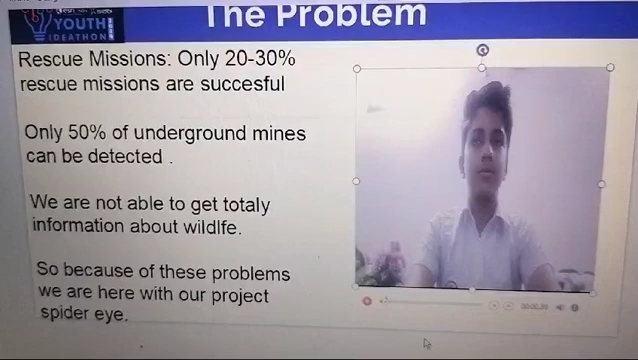 The Problem
YOUTH
IDEATHON
Rescue Missions: Only 20-30%
rescue missions are succesful
Only 50% of underground mines
can be detected .
We are not able to get totaly
information about wildlfe.
So because of these problems
we are here with our project
spider eye.